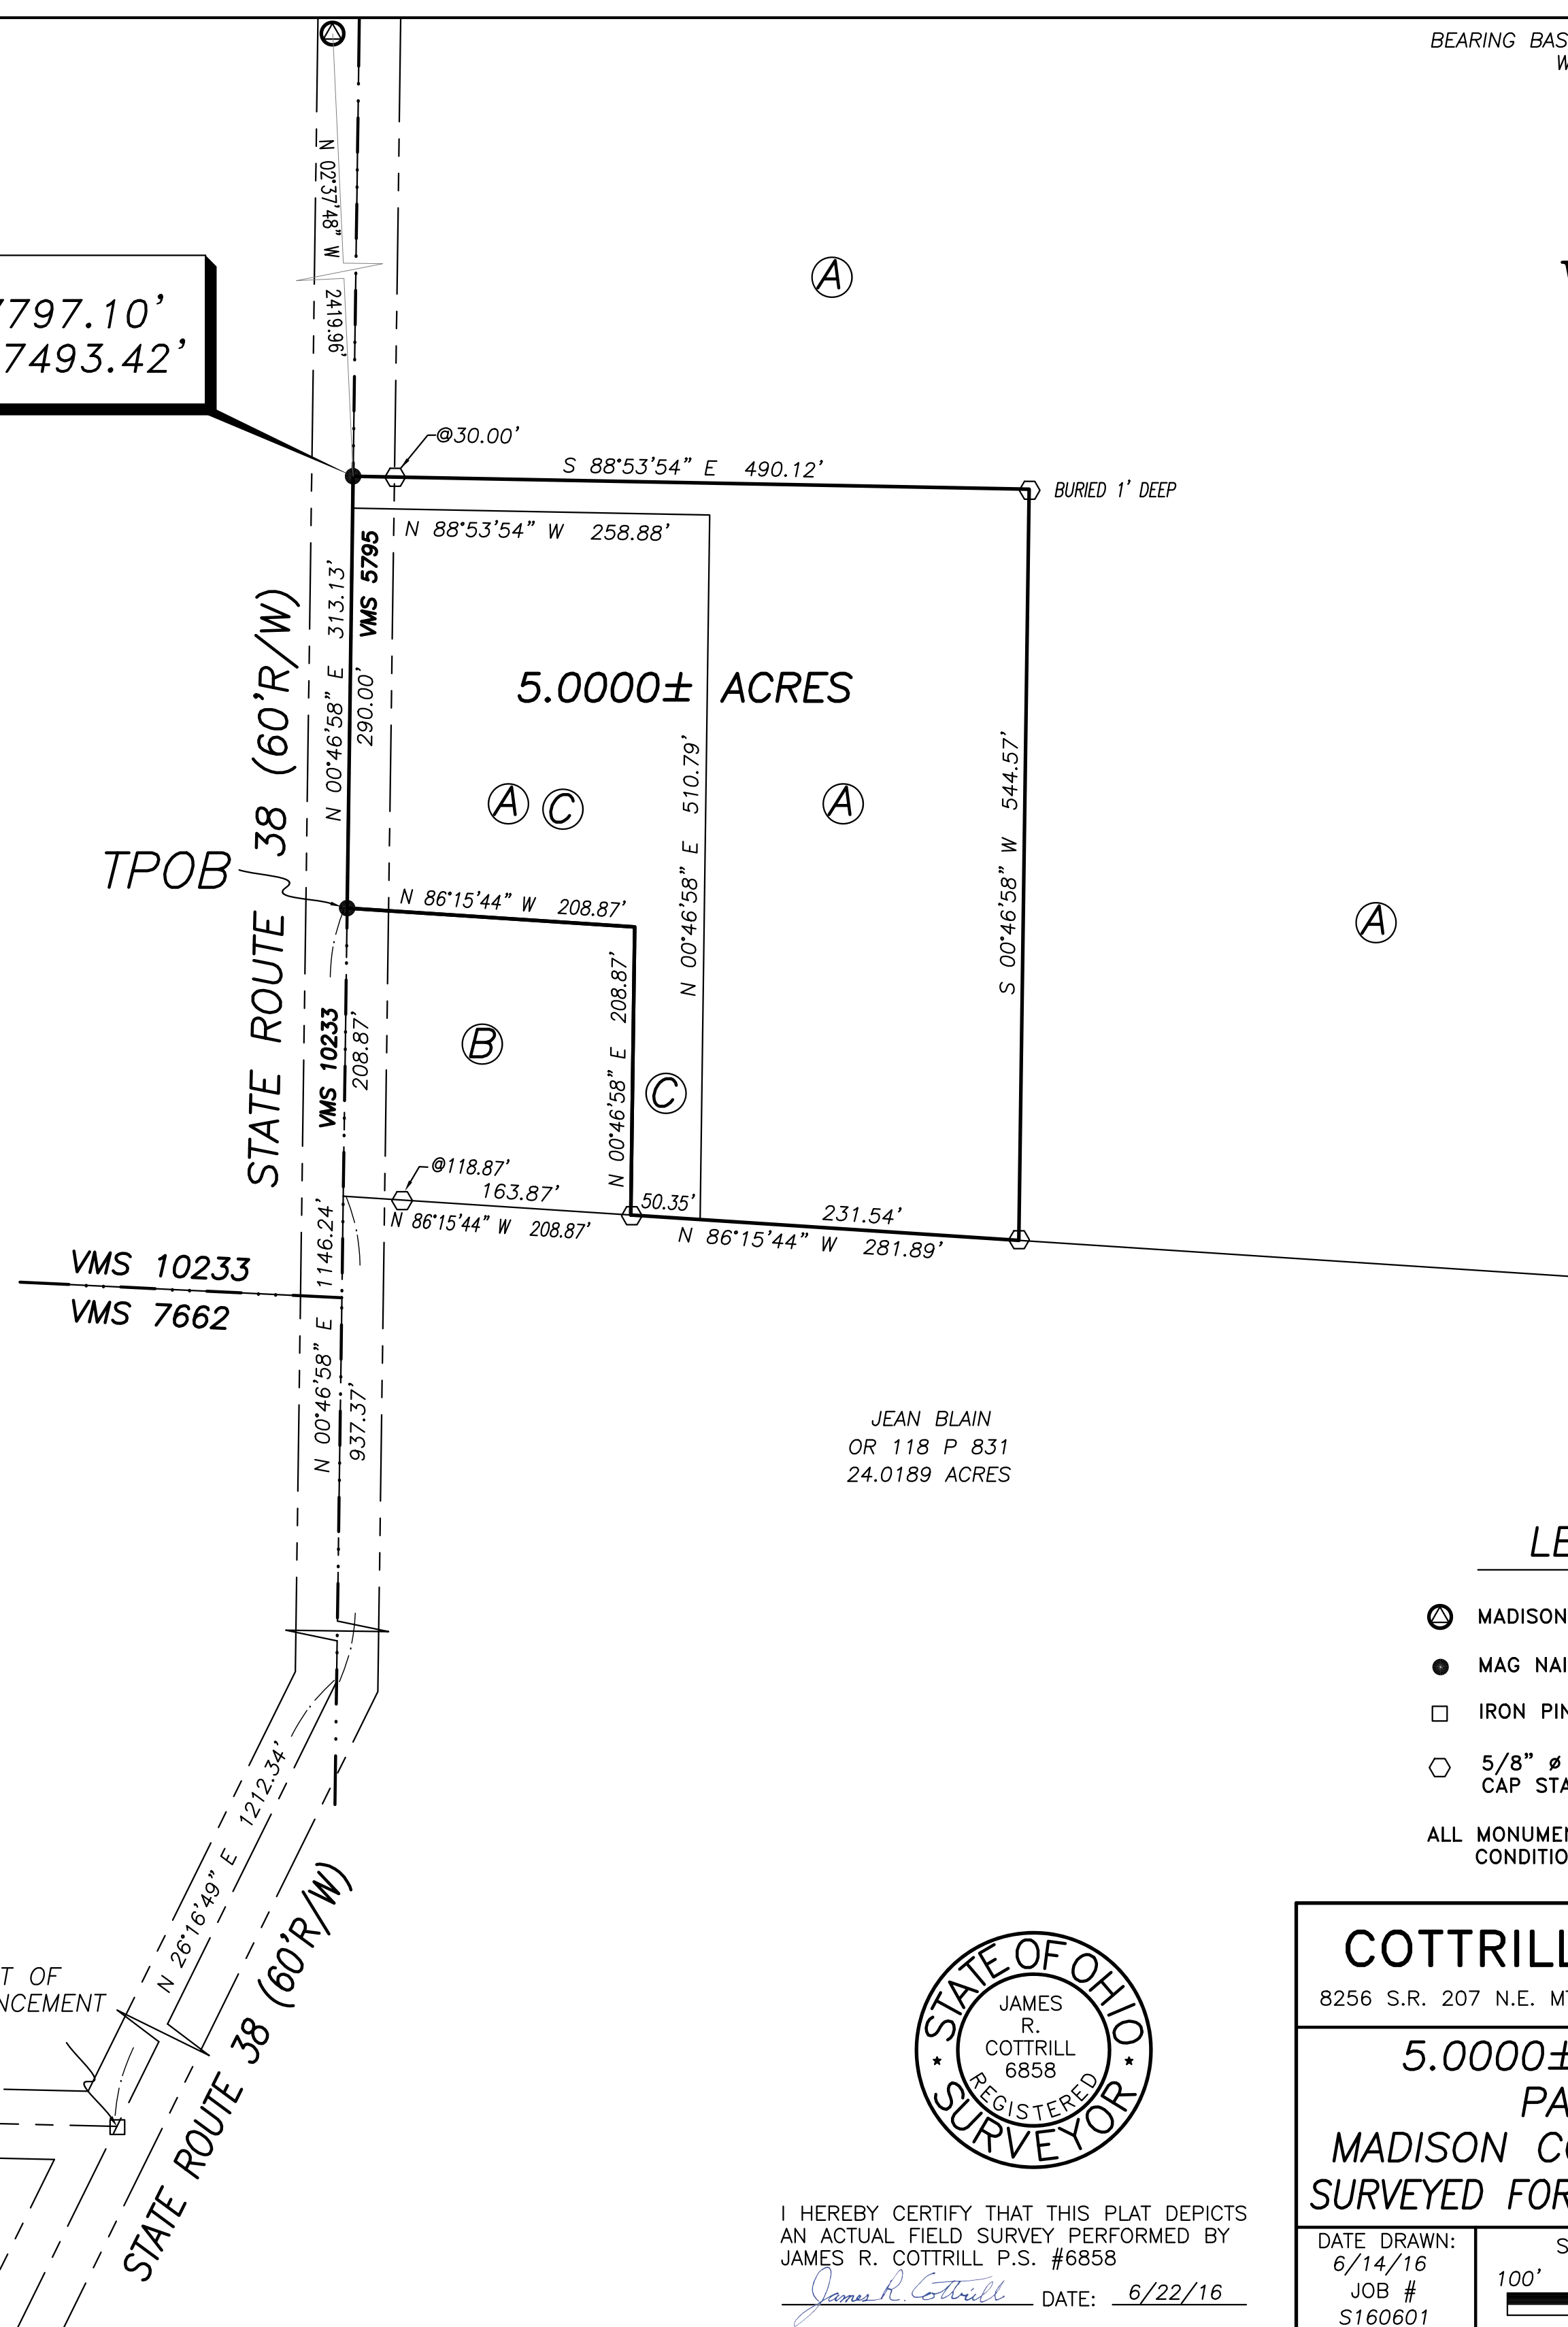 BEARING BAS
N 02°37'48" W 2419.96'
7797.10'
7493.42'
@30.00'
S 88°53'54" E 490.12'
BURIED 1' DEEP
N 88°53'54" W 258.88'
A
VMS 5795
N 00°46'58" E 313.13'
290.00'
STATE ROUTE 38 (60'R/W)
5.0000± ACRES
N 00°46'58" E 510.79'
S 00°46'58" W 544.57'
A C
A
TPOB
N 86°15'44" W 208.87'
A
VMS 10233
208.87'
B
N 00°46'58" E 208.87'
C
@118.87'
163.87'
50.35'
231.54'
N 86°15'44" W 208.87'
N 86°15'44" W 281.89'
VMS 10233
VMS 7662
N 00°46'58" E 1146.24'
937.37'
JEAN BLAIN
OR 118 P 831
24.0189 ACRES
LE
MADISON
MAG NAI
IRON PIN
5/8" ø
CAP STA
ALL MONUMEN
CONDITIO
N 26°16'49" E 1212.34'
STATE ROUTE 38 (60'R/W)
T OF
NCEMENT
STATE OF OHIO
JAMES
R.
COTTRILL
6858
REGISTERED
SURVEYOR
I HEREBY CERTIFY THAT THIS PLAT DEPICTS
AN ACTUAL FIELD SURVEY PERFORMED BY
JAMES R. COTTRILL P.S. #6858
James R. Cottrill DATE: 6/22/16
COTTRILL
8256 S.R. 207 N.E. MT
5.0000±
PA
MADISON CO
SURVEYED FOR
DATE DRAWN:
6/14/16
JOB #
S160601
S
100'